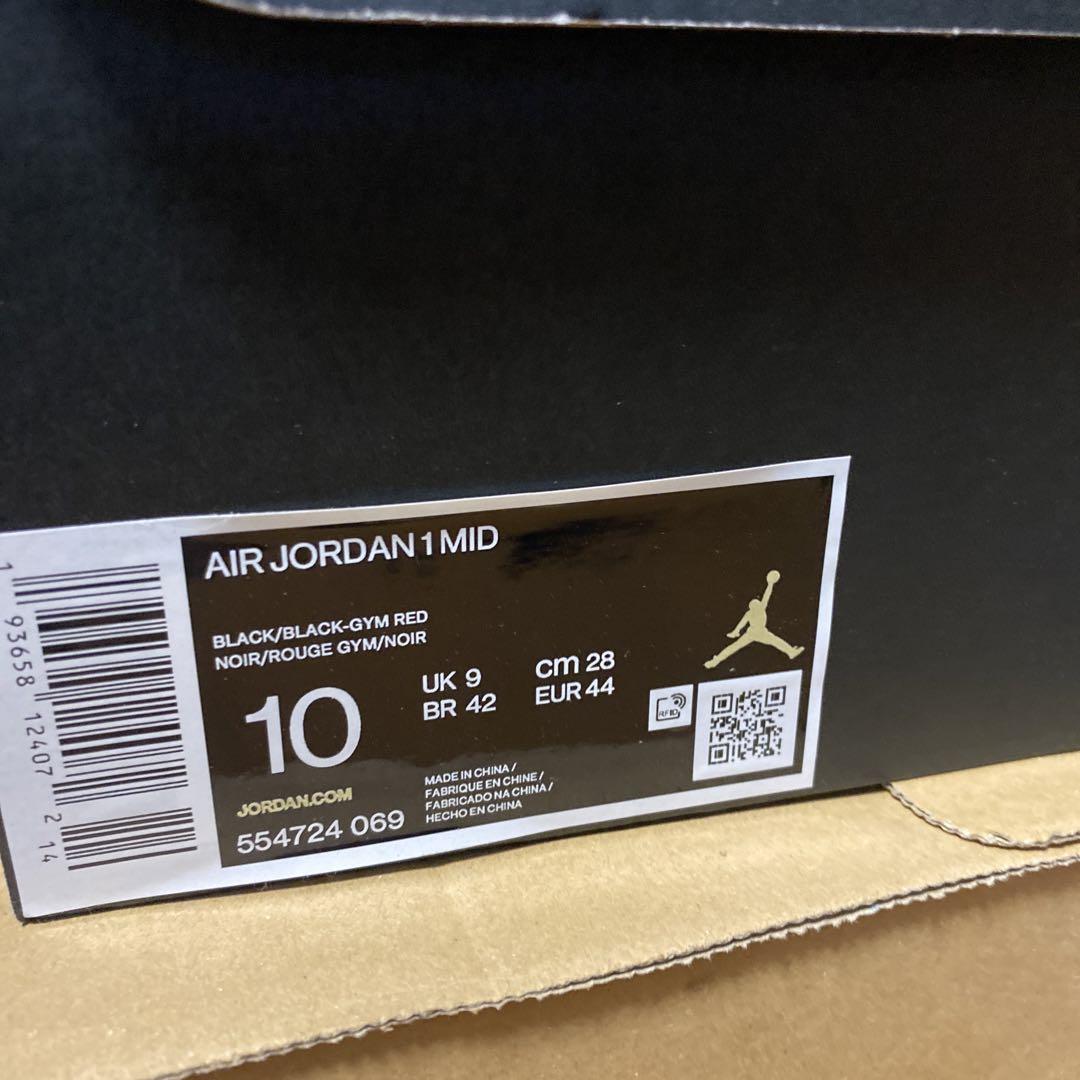 AIR JORDAN 1 MID
BLACK/BLACK-GYM RED
NOIR/ROUGE GYM/NOIR
10
UK 9
BR 42
cm 28
EUR 44
RFID
JORDAN.COM
554724 069
MADE IN CHINA /
FABRIQUE EN CHINE /
FABRICADO NA CHINA /
HECHO EN CHINA
1 93658 12407 2 14